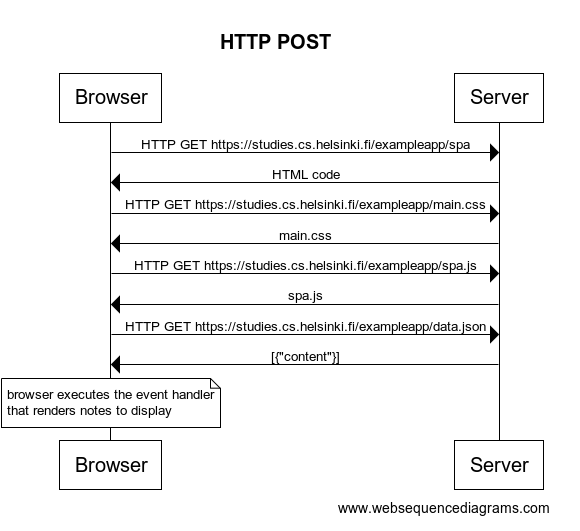 HTTP POST
Browser
Server
HTTP GET https://studies.cs.helsinki.fi/exampleapp/spa
HTML code
HTTP GET https://studies.cs.helsinki.fi/exampleapp/main.css
main.css
HTTP GET https://studies.cs.helsinki.fi/exampleapp/spa.js
spa.js
HTTP GET https://studies.cs.helsinki.fi/exampleapp/data.json
[{"content"}]
browser executes the event handler
that renders notes to display
Browser
Server
www.websequencediagrams.com